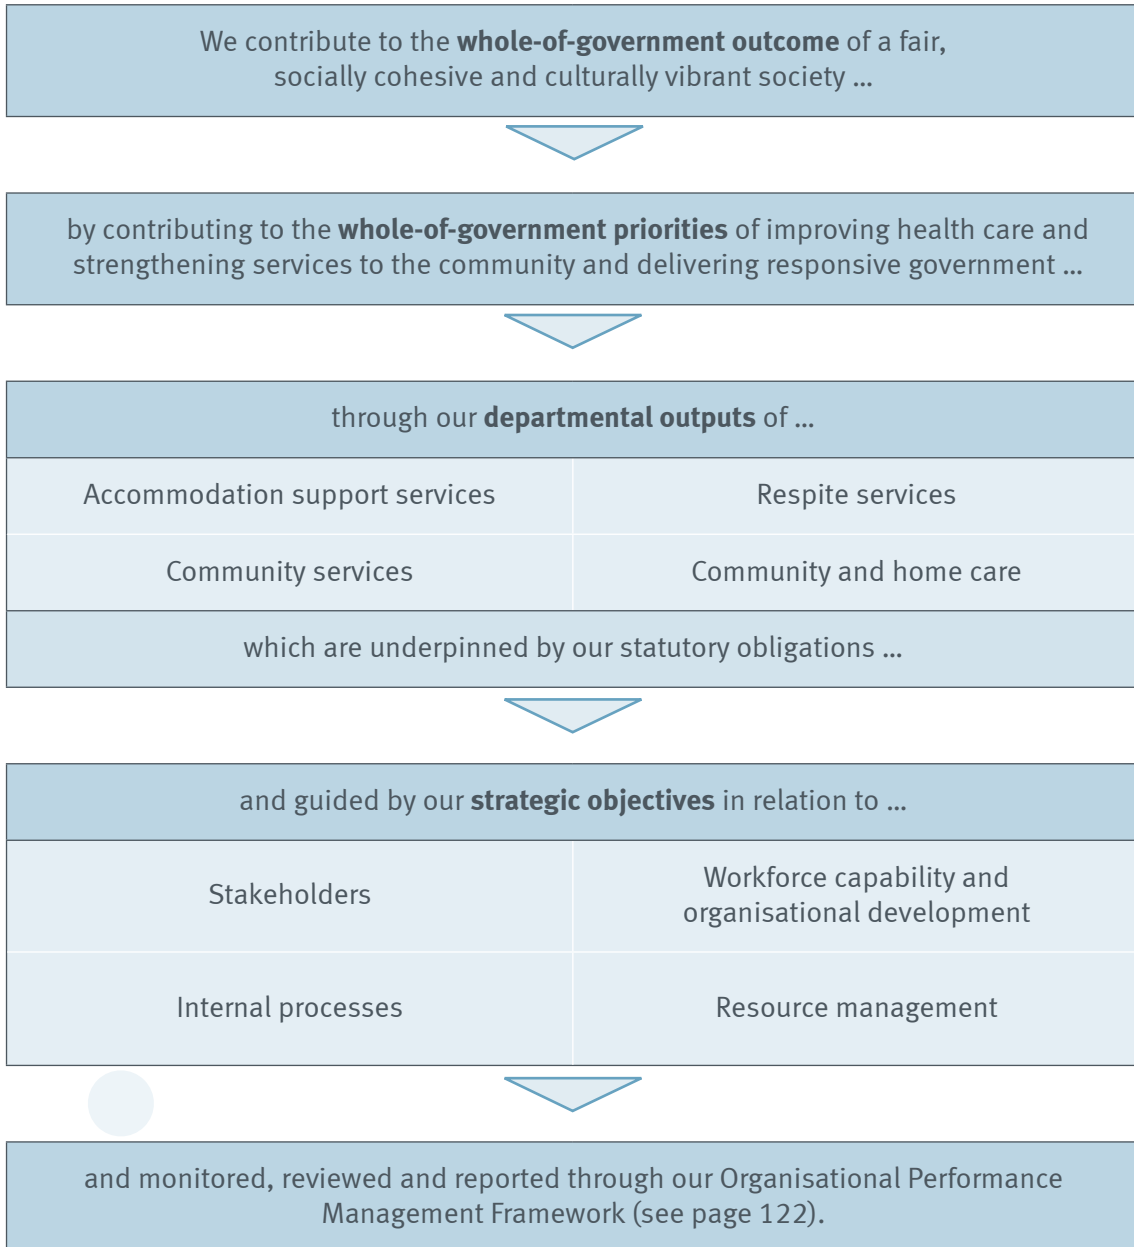 We contribute to the whole-of-government outcome of a fair,
socially cohesive and culturally vibrant society ...
by contributing to the whole-of-government priorities of improving health care and
strengthening services to the community and delivering responsive government ...
through our departmental outputs of ...
Accommodation support services
Respite services
Community services
Community and home care
which are underpinned by our statutory obligations ...
and guided by our strategic objectives in relation to ...
Stakeholders
Workforce capability and
organisational development
Internal processes
Resource management
and monitored, reviewed and reported through our Organisational Performance
Management Framework (see page 122).